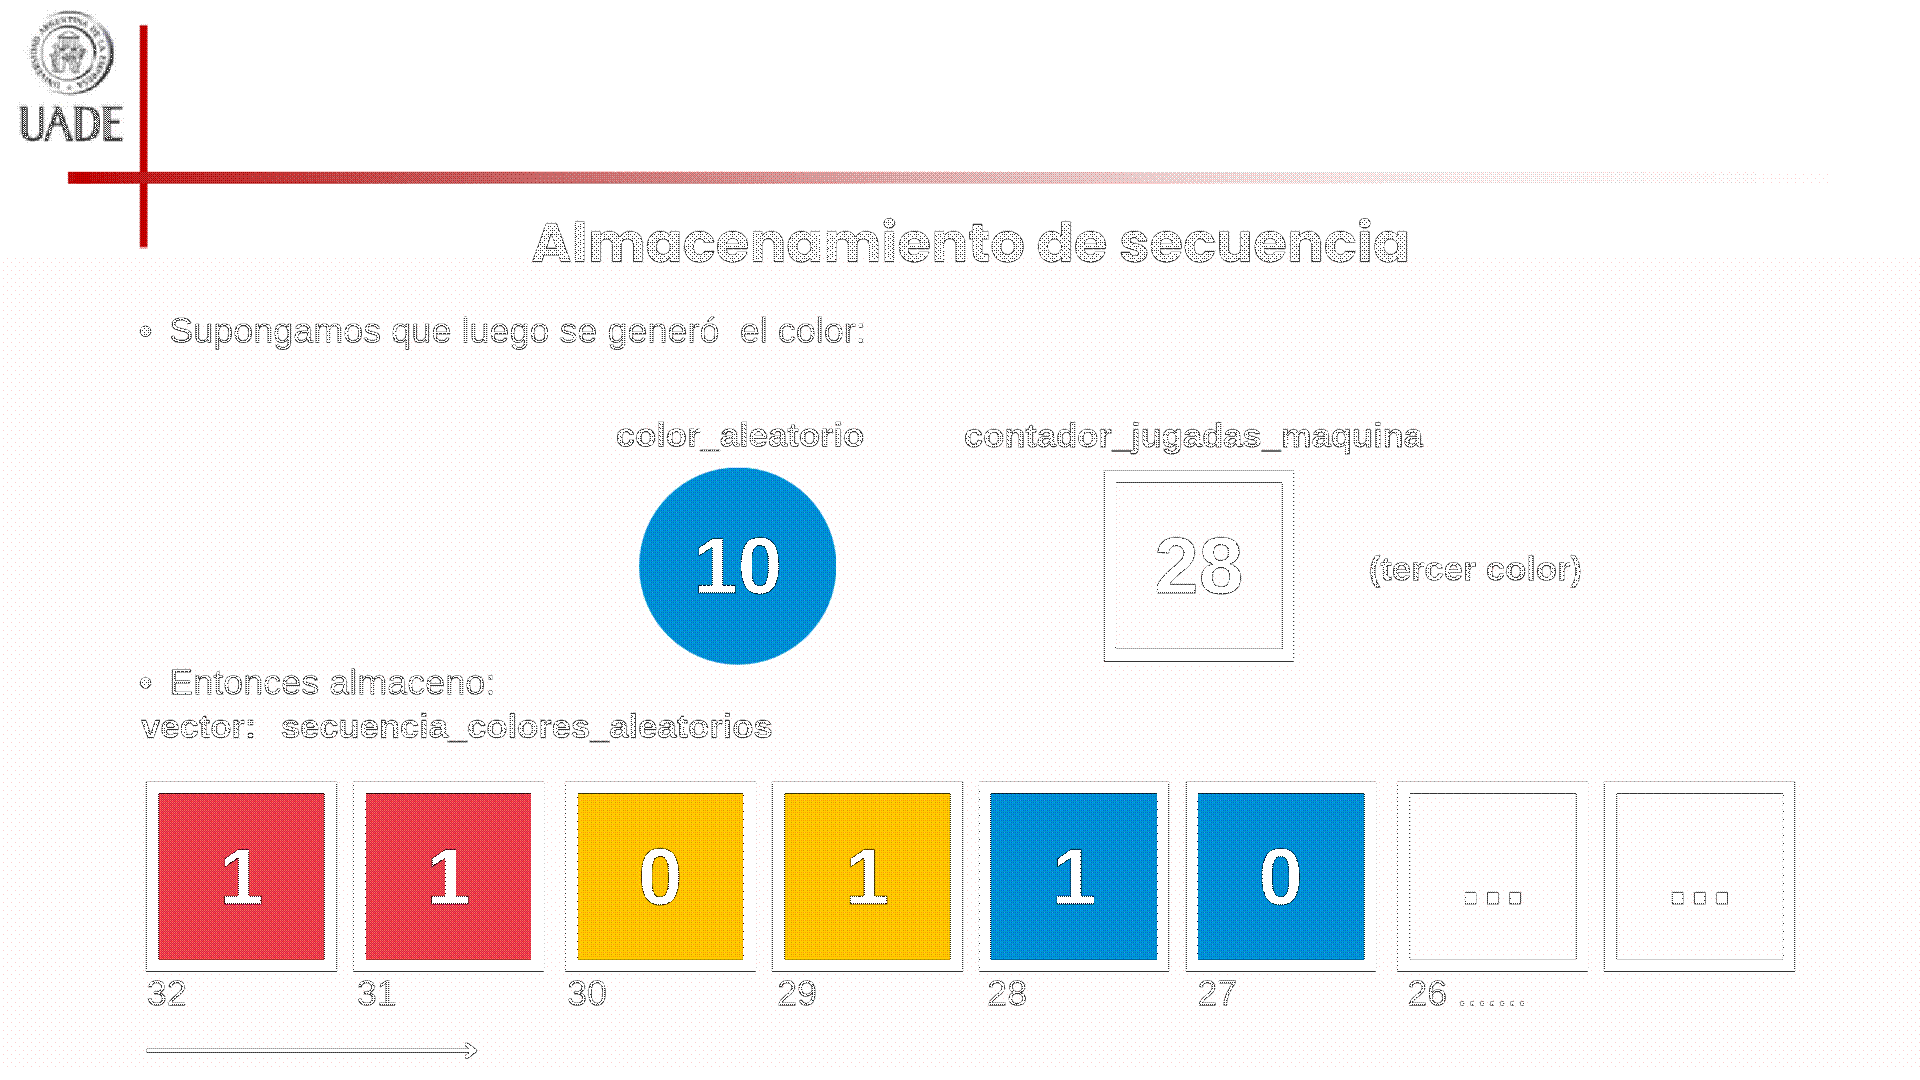 UADE
Almacenamiento de secuencia
• Supongamos que luego se generó el color:
color_aleatorio contador_jugadas_maquina
10 28 (tercer color)
• Entonces almaceno:
vector: secuencia_colores_aleatorios
1 1 0 1 1 0 ... ...
32 31 30 29 28 27 26 .......